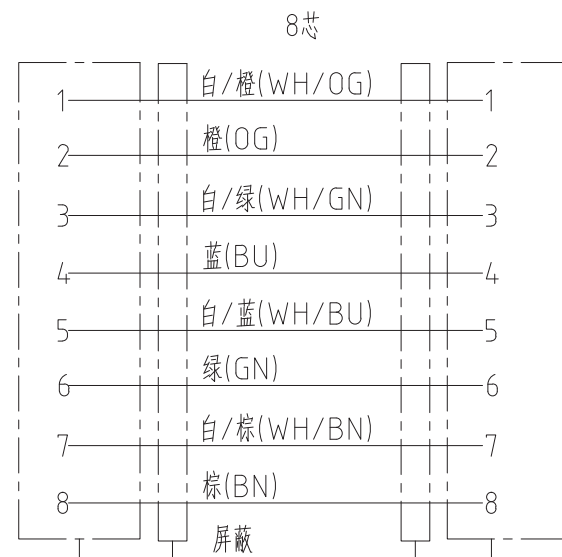 8芯
1 白/橙(WH/OG) 1
2 橙(OG) 2
3 白/绿(WH/GN) 3
4 蓝(BU) 4
5 白/蓝(WH/BU) 5
6 绿(GN) 6
7 白/棕(WH/BN) 7
8 棕(BN) 8
屏蔽